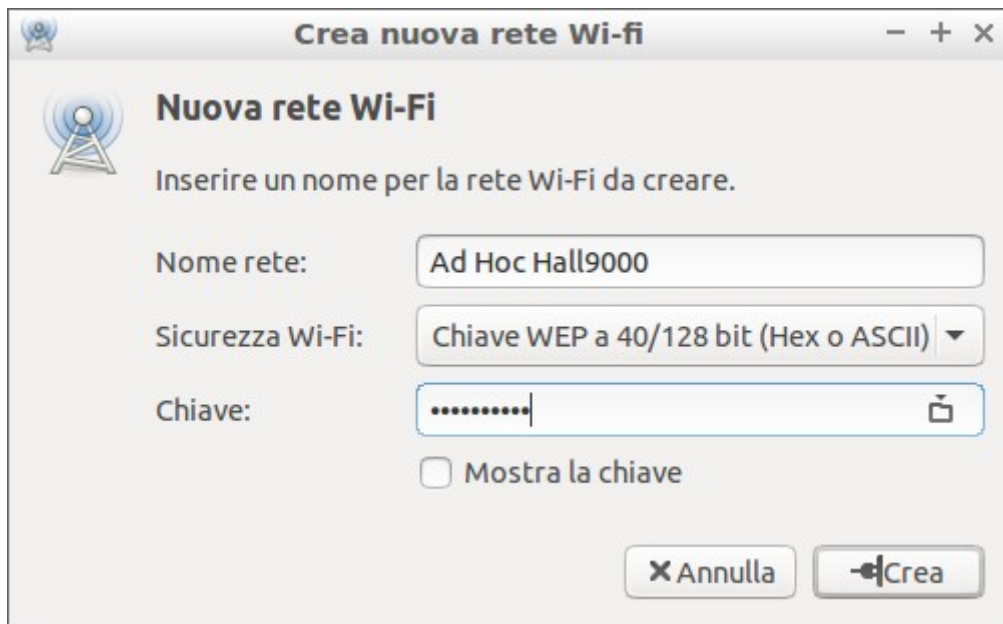 Crea nuova rete Wi-fi
Nuova rete Wi-Fi
Inserire un nome per la rete Wi-Fi da creare.
Nome rete: Ad Hoc Hall9000
Sicurezza Wi-Fi: Chiave WEP a 40/128 bit (Hex o ASCII)
Chiave: ••••••••••
Mostra la chiave
Annulla Crea